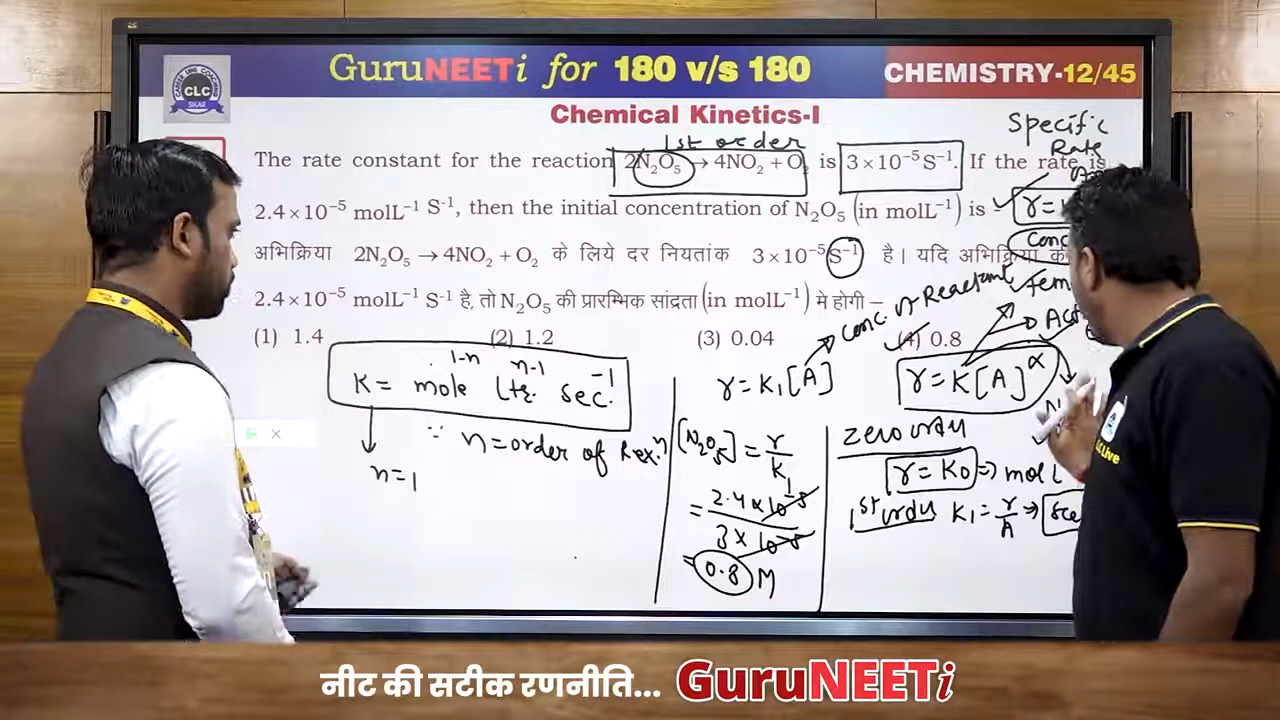 GuruNEETi for 180 v/s 180
CHEMISTRY-12/45
CLC
SIKAR
Chemical Kinetics-I
Specific
Rate
1st order
The rate constant for the reaction 2N₂O₅ → 4NO₂ + O₂ is 3×10⁻⁵S⁻¹. If the rate is
2.4×10⁻⁵ molL⁻¹ S⁻¹, then the initial concentration of N₂O₅ (in molL⁻¹) is -
अभिक्रिया 2N₂O₅ → 4NO₂ + O₂ के लिये दर नियतांक 3×10⁻⁵S⁻¹ है। यदि अभिक्रिया की
2.4×10⁻⁵ molL⁻¹ S⁻¹ है, तो N₂O₅ की प्रारम्भिक सांद्रता (in molL⁻¹) मे होगी –
(1) 1.4 (2) 1.2 (3) 0.04 (4) 0.8
Conc. of Reactant
K = mole¹⁻ⁿ Ltr.ⁿ⁻¹ sec.⁻¹
∵ n = order of Rexⁿ.
n=1
r = K₁[A]
[N₂O₅] = r/K₁
= 2.4×10⁻⁵
3×10⁻⁵
= 0.8 M
r = K[A]ᵅ
zero order
r = K₀ ⇒ mol L
1st order K₁ = r/A ⇒
Live
नीट की सटीक रणनीति... GuruNEETi